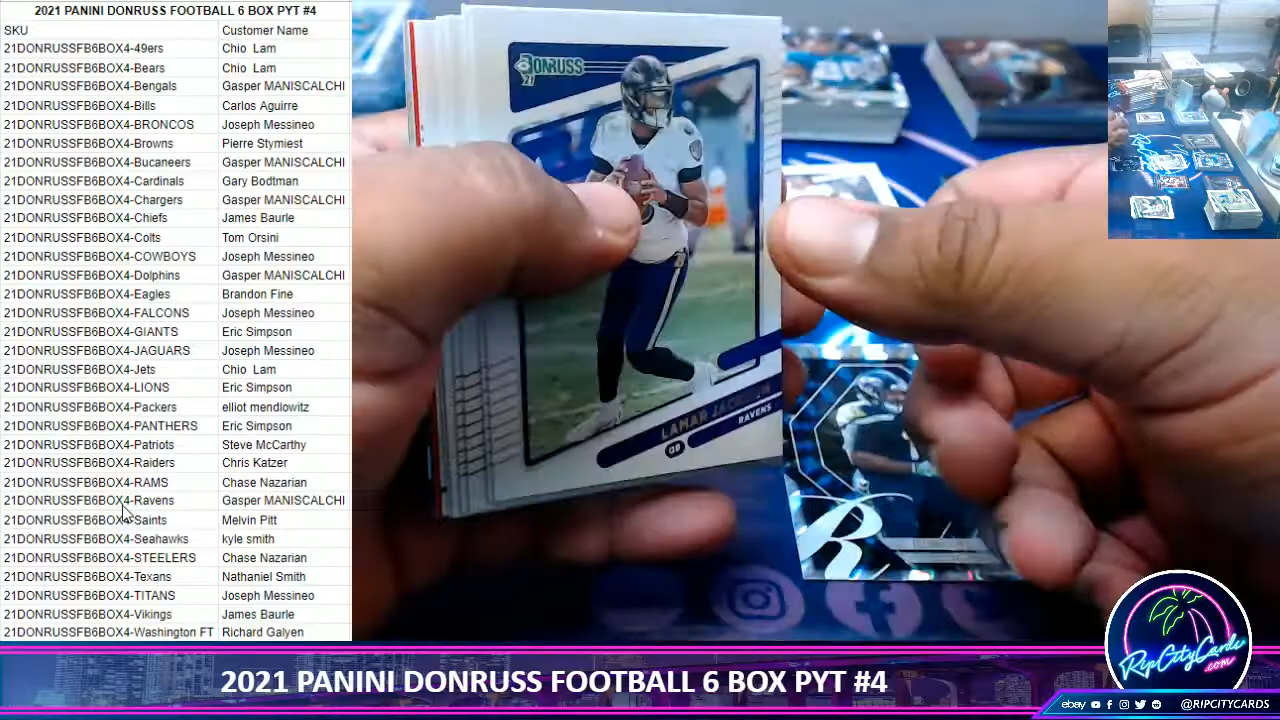 2021 PANINI DONRUSS FOOTBALL 6 BOX PYT #4
SKU Customer Name
21DONRUSSFB6BOX4-49ers Chio Lam
21DONRUSSFB6BOX4-Bears Chio Lam
21DONRUSSFB6BOX4-Bengals Gasper MANISCALCHI
21DONRUSSFB6BOX4-Bills Carlos Aguirre
21DONRUSSFB6BOX4-BRONCOS Joseph Messineo
21DONRUSSFB6BOX4-Browns Pierre Stymiest
21DONRUSSFB6BOX4-Bucaneers Gasper MANISCALCHI
21DONRUSSFB6BOX4-Cardinals Gary Bodtman
21DONRUSSFB6BOX4-Chargers Gasper MANISCALCHI
21DONRUSSFB6BOX4-Chiefs James Baurle
21DONRUSSFB6BOX4-Colts Tom Orsini
21DONRUSSFB6BOX4-COWBOYS Joseph Messineo
21DONRUSSFB6BOX4-Dolphins Gasper MANISCALCHI
21DONRUSSFB6BOX4-Eagles Brandon Fine
21DONRUSSFB6BOX4-FALCONS Joseph Messineo
21DONRUSSFB6BOX4-GIANTS Eric Simpson
21DONRUSSFB6BOX4-JAGUARS Joseph Messineo
21DONRUSSFB6BOX4-Jets Chio Lam
21DONRUSSFB6BOX4-LIONS Eric Simpson
21DONRUSSFB6BOX4-Packers elliot mendlowitz
21DONRUSSFB6BOX4-PANTHERS Eric Simpson
21DONRUSSFB6BOX4-Patriots Steve McCarthy
21DONRUSSFB6BOX4-Raiders Chris Katzer
21DONRUSSFB6BOX4-RAMS Chase Nazarian
21DONRUSSFB6BOX4-Ravens Gasper MANISCALCHI
21DONRUSSFB6BOX4-Saints Melvin Pitt
21DONRUSSFB6BOX4-Seahawks kyle smith
21DONRUSSFB6BOX4-STEELERS Chase Nazarian
21DONRUSSFB6BOX4-Texans Nathaniel Smith
21DONRUSSFB6BOX4-TITANS Joseph Messineo
21DONRUSSFB6BOX4-Vikings James Baurle
21DONRUSSFB6BOX4-Washington FT Richard Galyen
DONRUSS
21
LAMAR JACKSON
QB RAVENS
R
RipCityCards
.com
2021 PANINI DONRUSS FOOTBALL 6 BOX PYT #4
ebay @RIPCITYCARDS